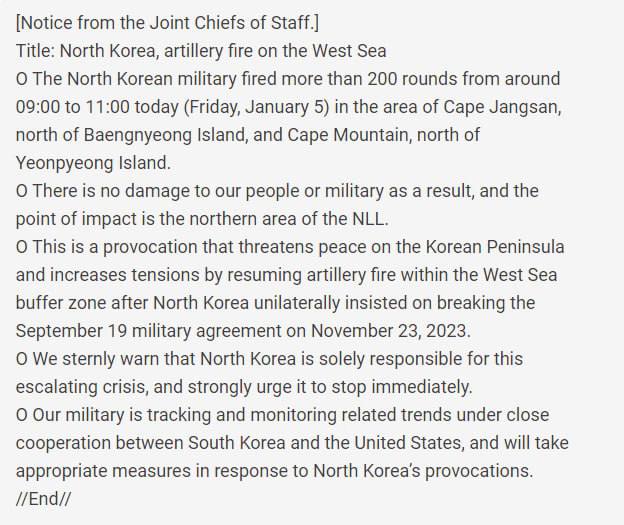 [Notice from the Joint Chiefs of Staff.]
Title: North Korea, artillery fire on the West Sea
O The North Korean military fired more than 200 rounds from around
09:00 to 11:00 today (Friday, January 5) in the area of Cape Jangsan,
north of Baengnyeong Island, and Cape Mountain, north of
Yeonpyeong Island.
O There is no damage to our people or military as a result, and the
point of impact is the northern area of the NLL.
O This is a provocation that threatens peace on the Korean Peninsula
and increases tensions by resuming artillery fire within the West Sea
buffer zone after North Korea unilaterally insisted on breaking the
September 19 military agreement on November 23, 2023.
O We sternly warn that North Korea is solely responsible for this
escalating crisis, and strongly urge it to stop immediately.
O Our military is tracking and monitoring related trends under close
cooperation between South Korea and the United States, and will take
appropriate measures in response to North Korea’s provocations.
//End//